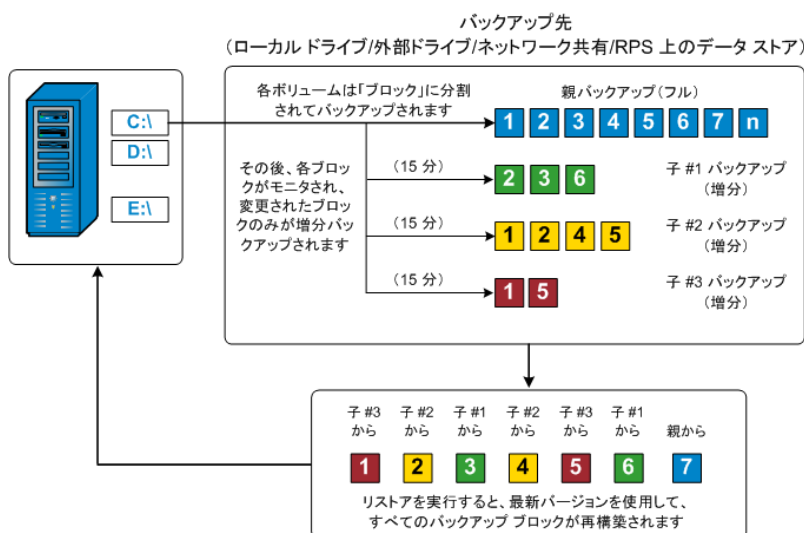 バックアップ先
(ローカル ドライブ/外部ドライブ/ネットワーク共有/RPS 上のデータ ストア)
C:\
D:\
E:\
各ボリュームは「ブロック」に分割
されてバックアップされます
親バックアップ(フル)
1 2 3 4 5 6 7 n
その後、各ブロッ
クがモニタされ、
変更されたブロッ
クのみが増分バッ
クアップされます
(15 分)
2 3 6
子 #1 バックアップ
(増分)
(15 分)
1 2 4 5
子 #2 バックアップ
(増分)
(15 分)
1 5
子 #3 バックアップ
(増分)
子 #3 子 #2 子 #1 子 #2 子 #3 子 #1
から から から から から から 親から
1 2 3 4 5 6 7
リストアを実行すると、最新バージョンを使用して、
すべてのバックアップ ブロックが再構築されます